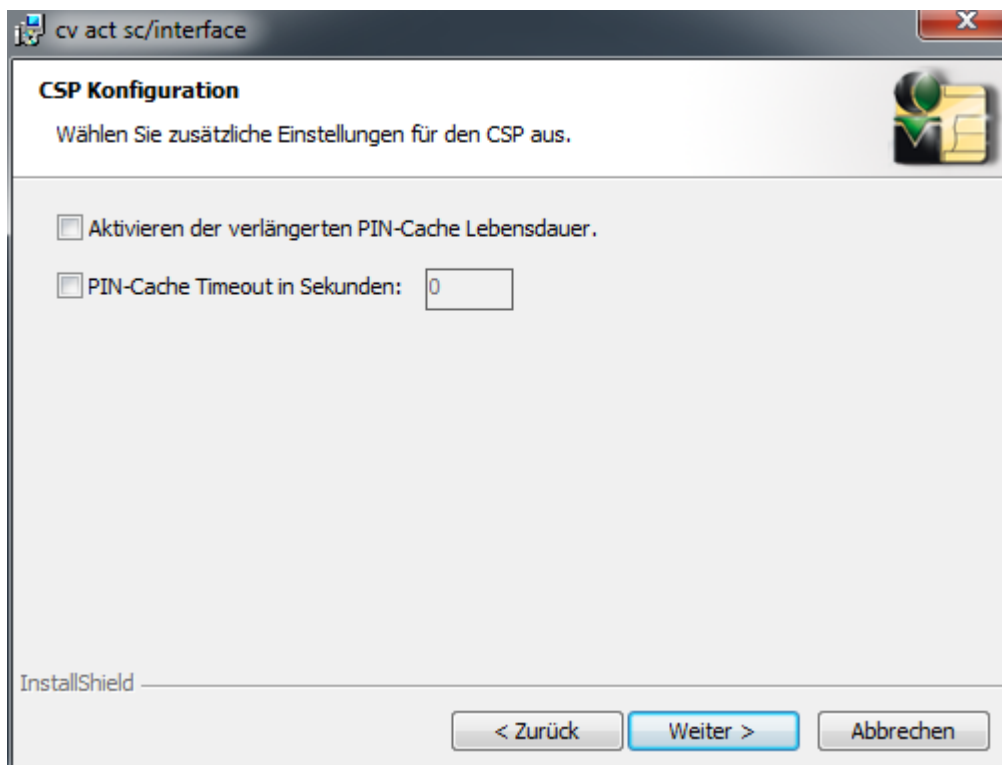 cv act sc/interface
CSP Konfiguration
Wählen Sie zusätzliche Einstellungen für den CSP aus.
Aktivieren der verlängerten PIN-Cache Lebensdauer.
PIN-Cache Timeout in Sekunden: 0
InstallShield
< Zurück Weiter > Abbrechen